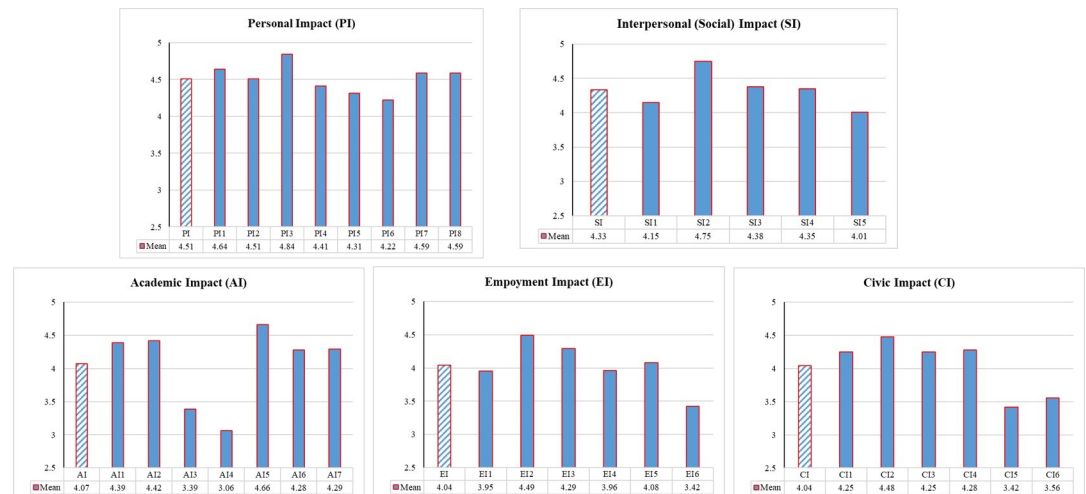 Personal Impact (PI)
5
4.5
4
3.5
3
2.5
PI PI1 PI2 PI3 PI4 PI5 PI6 PI7 PI8
Mean 4.51 4.64 4.51 4.84 4.41 4.31 4.22 4.59 4.59
Interpersonal (Social) Impact (SI)
5
4.5
4
3.5
3
2.5
SI SI1 SI2 SI3 SI4 SI5
Mean 4.33 4.15 4.75 4.38 4.35 4.01
Academic Impact (AI)
5
4.5
4
3.5
3
2.5
AI AI1 AI2 AI3 AI4 AI5 AI6 AI7
Mean 4.07 4.39 4.42 3.39 3.06 4.66 4.28 4.29
Empoyment Impact (EI)
5
4.5
4
3.5
3
2.5
EI EI1 EI2 EI3 EI4 EI5 EI6
Mean 4.04 3.95 4.49 4.29 3.96 4.08 3.42
Civic Impact (CI)
5
4.5
4
3.5
3
2.5
CI CI1 CI2 CI3 CI4 CI5 CI6
Mean 4.04 4.25 4.48 4.25 4.28 3.42 3.56